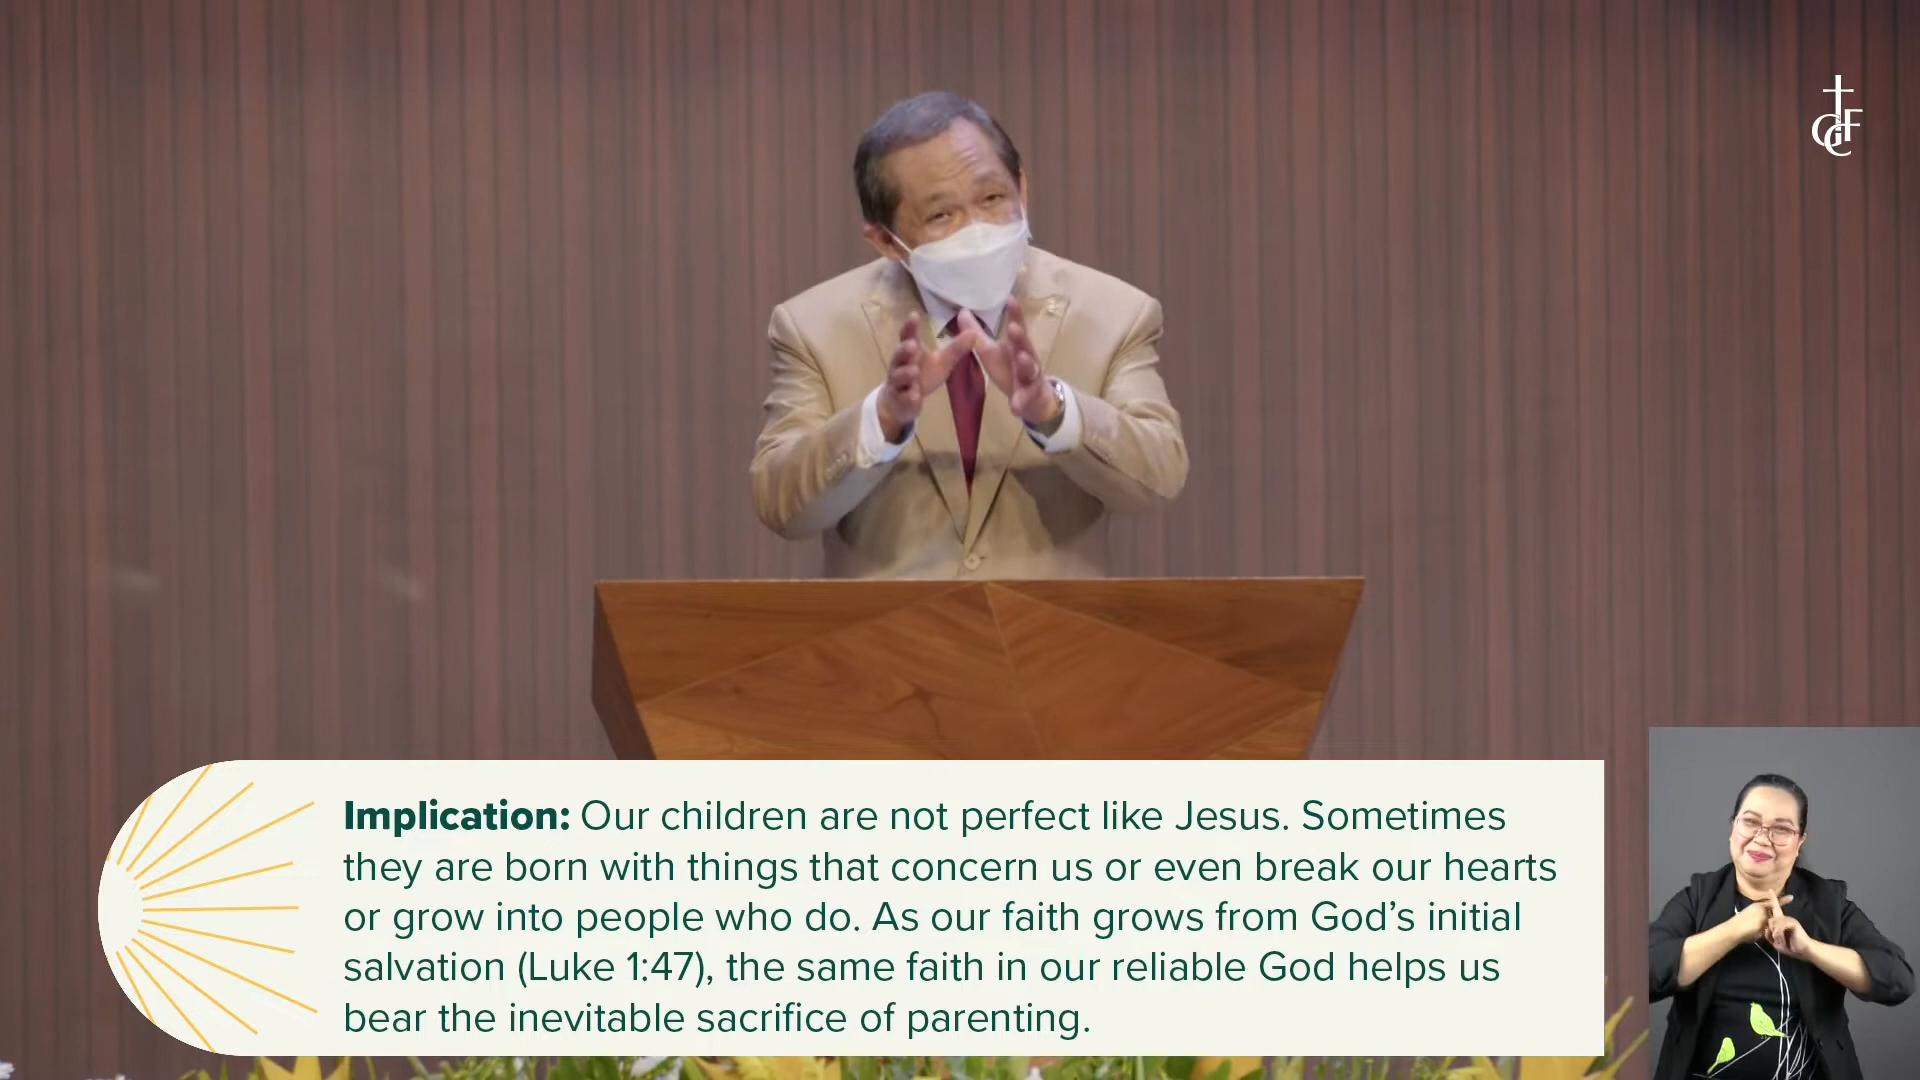 GCF
Implication: Our children are not perfect like Jesus. Sometimes
they are born with things that concern us or even break our hearts
or grow into people who do. As our faith grows from God’s initial
salvation (Luke 1:47), the same faith in our reliable God helps us
bear the inevitable sacrifice of parenting.